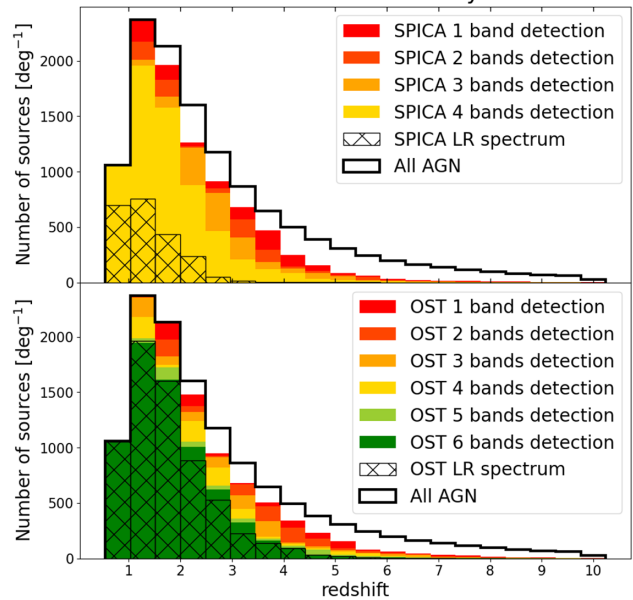 Number of sources [deg⁻¹]
2000
1500
1000
500
0
SPICA 1 band detection
SPICA 2 bands detection
SPICA 3 bands detection
SPICA 4 bands detection
SPICA LR spectrum
All AGN
Number of sources [deg⁻¹]
2000
1500
1000
500
0
OST 1 band detection
OST 2 bands detection
OST 3 bands detection
OST 4 bands detection
OST 5 bands detection
OST 6 bands detection
OST LR spectrum
All AGN
1 2 3 4 5 6 7 8 9 10
redshift